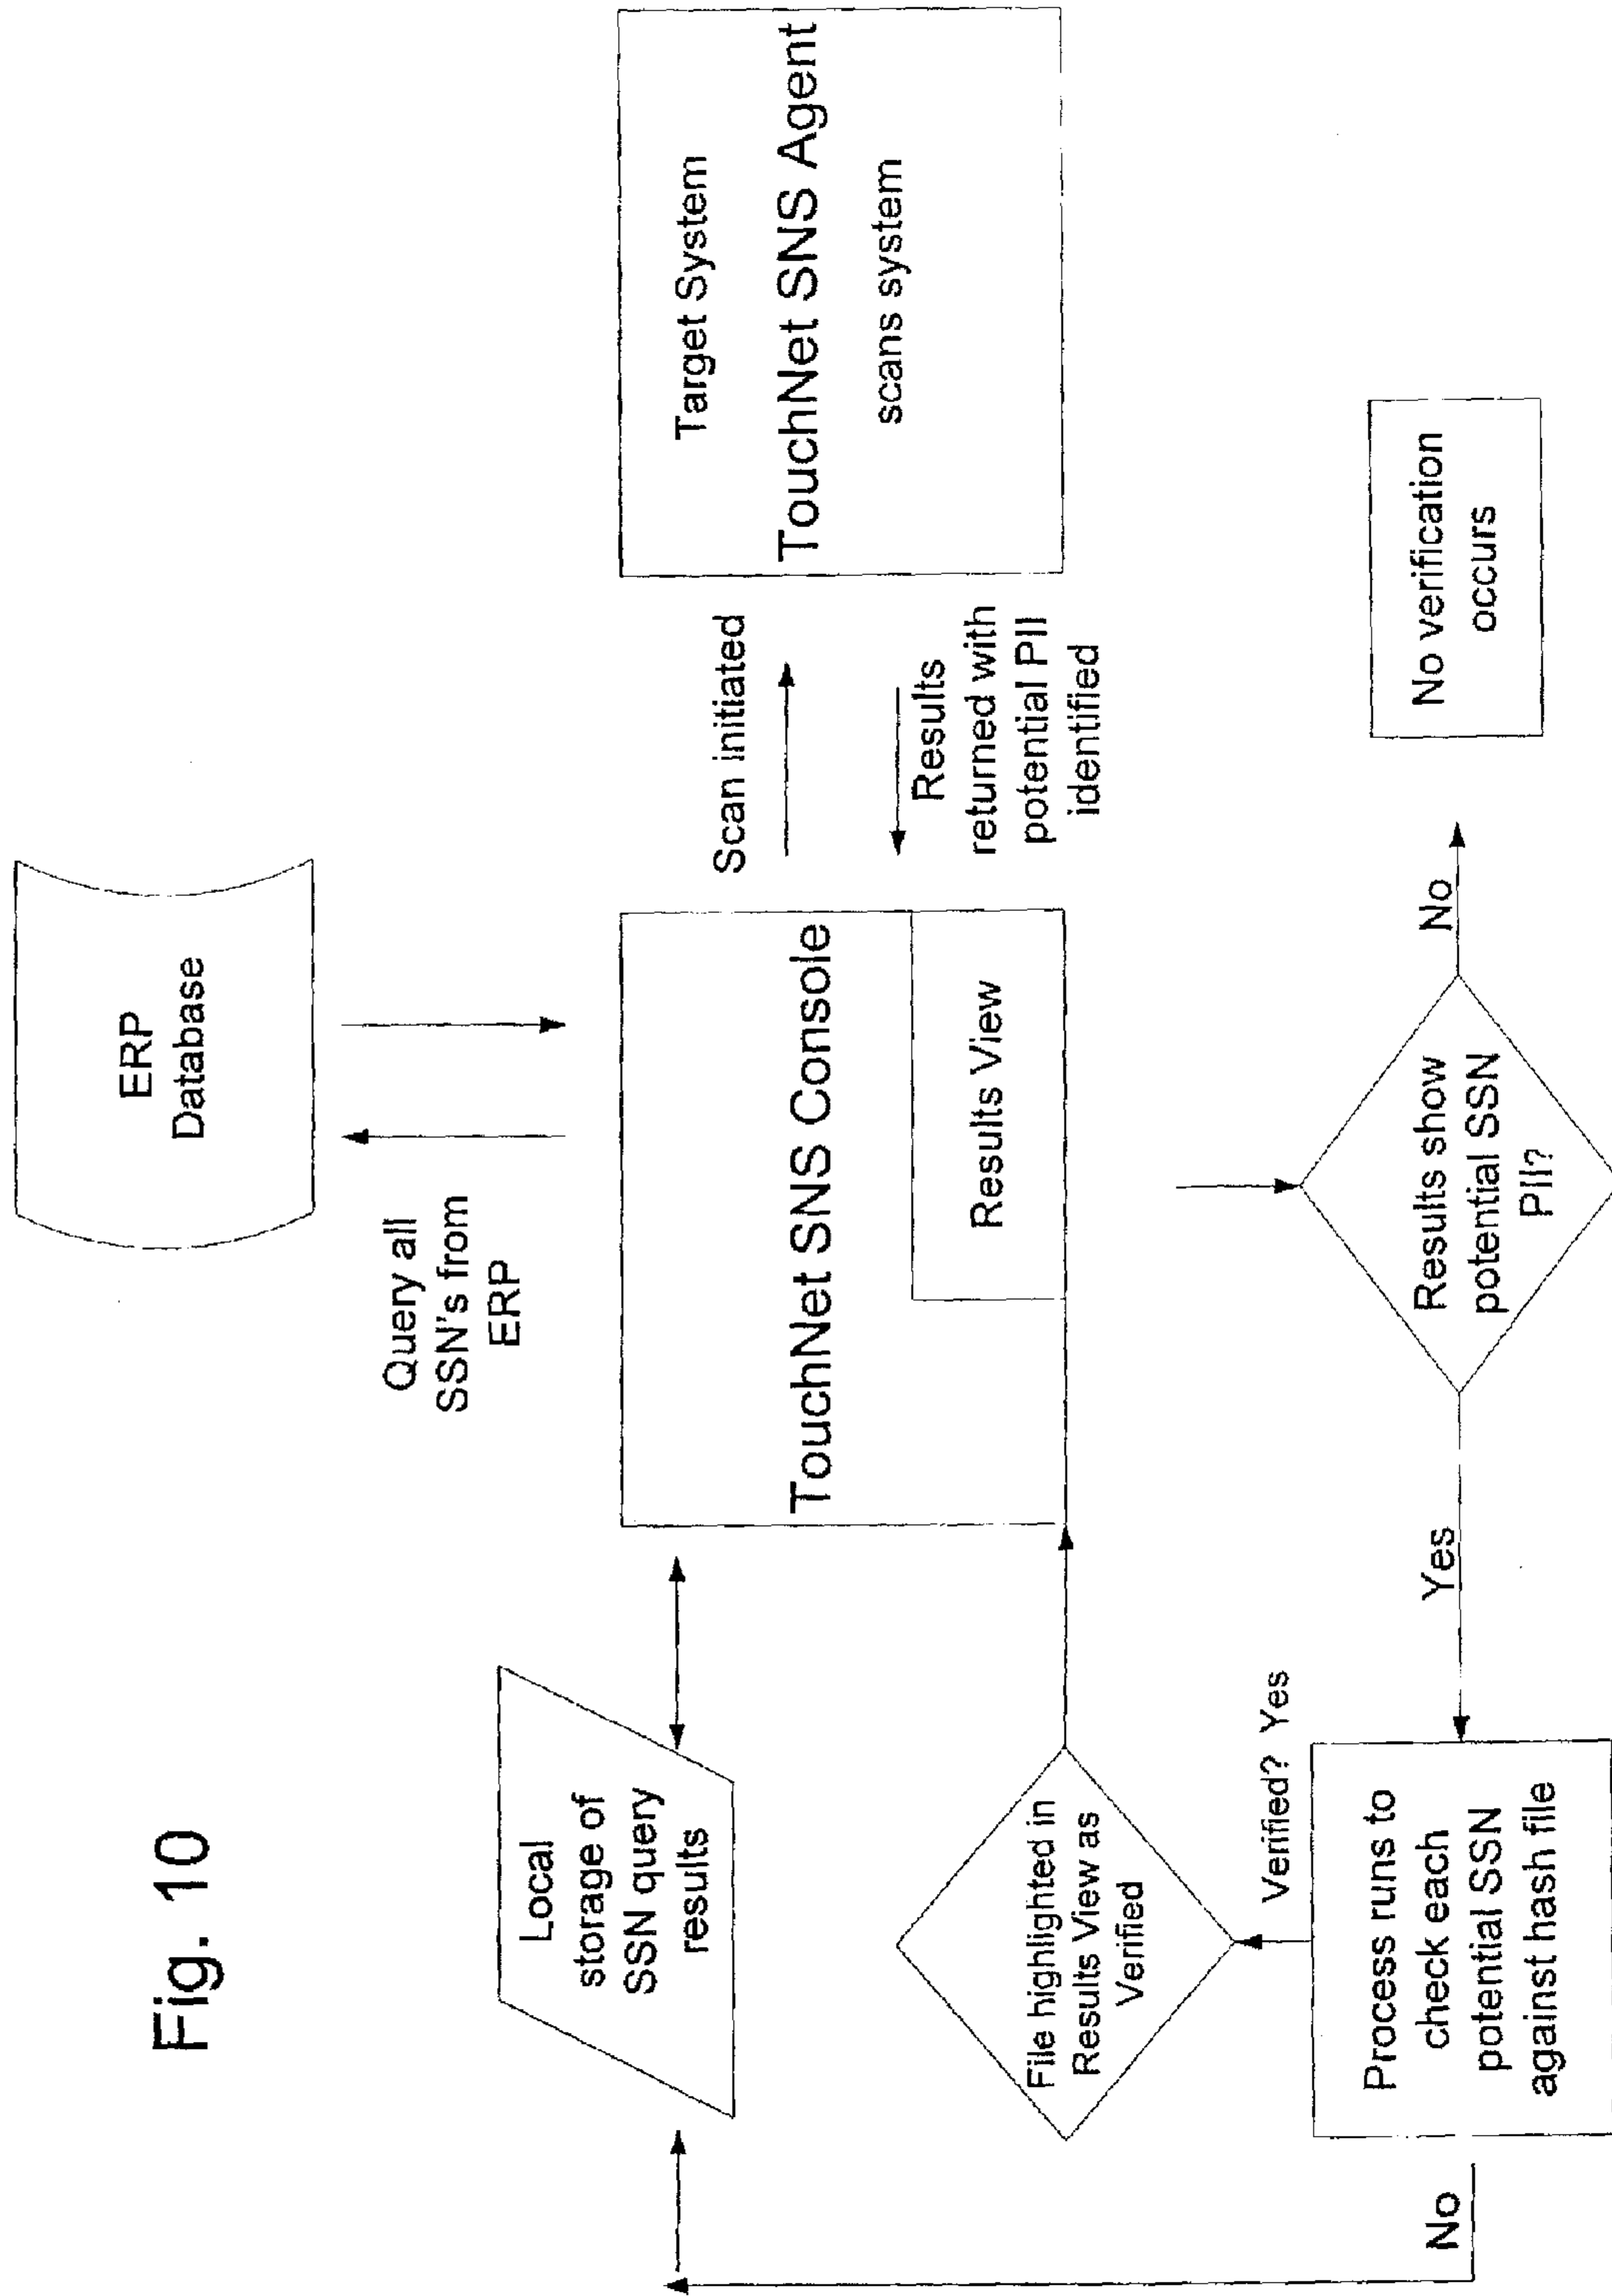 Fig. 10
ERP
Database
Query all
SSN's from
ERP
Local
storage of
SSN query
results
TouchNet SNS Console
Results View
Scan initiated
Results
returned with
potential PII
identified
Target System
TouchNet SNS Agent
scans system
File highlighted in
Results View as
Verified
Verified? Yes
Process runs to
check each
potential SSN
against hash file
No
Yes
Results show
potential SSN
PII?
No
No verification
occurs